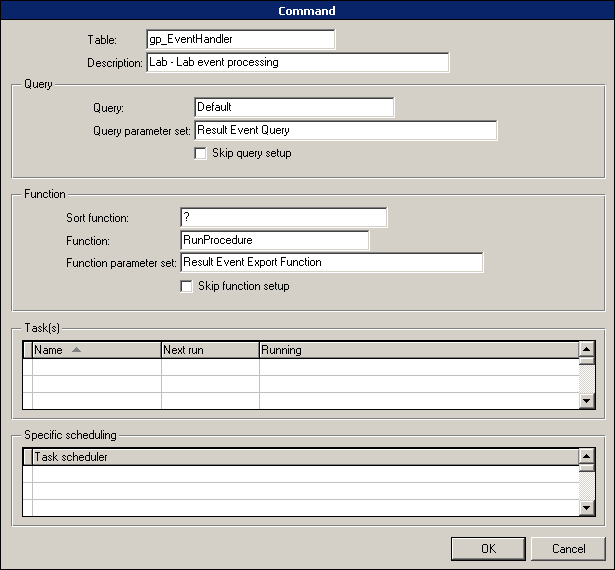 Command
Table: gp_EventHandler
Description: Lab - Lab event processing
Query
Query: Default
Query parameter set: Result Event Query
Skip query setup
Function
Sort function: ?
Function: RunProcedure
Function parameter set: Result Event Export Function
Skip function setup
Task(s)
Name Next run Running
Specific scheduling
Task scheduler
OK Cancel